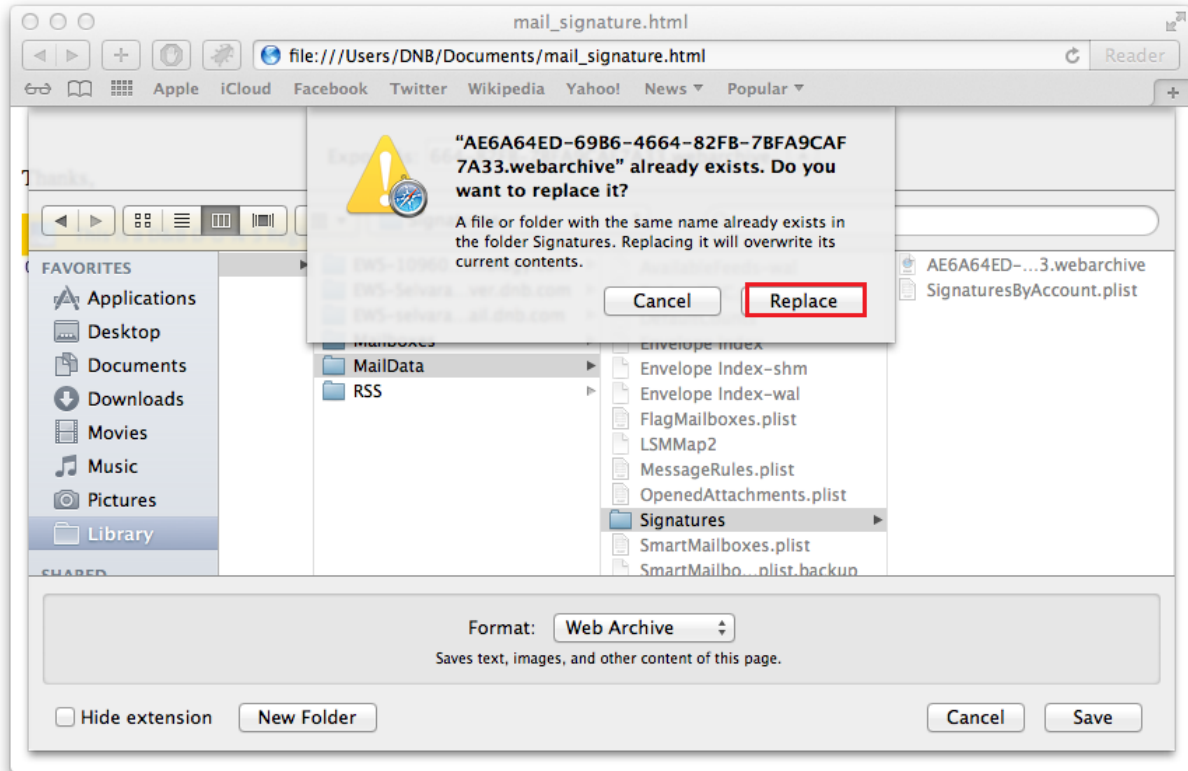 mail_signature.html
file:///Users/DNB/Documents/mail_signature.html
Reader
Apple iCloud Facebook Twitter Wikipedia Yahoo! News Popular
"AE6A64ED-69B6-4664-82FB-7BFA9CAF
7A33.webarchive" already exists. Do you
want to replace it?
A file or folder with the same name already exists in
the folder Signatures. Replacing it will overwrite its
current contents.
Cancel Replace
Thanks,
FAVORITES
Applications
Desktop
Documents
Downloads
Movies
Music
Pictures
Library
SHARED
Mailboxes
MailData
RSS
Envelope Index
Envelope Index-shm
Envelope Index-wal
FlagMailboxes.plist
LSMMap2
MessageRules.plist
OpenedAttachments.plist
Signatures
SmartMailboxes.plist
SmartMailbo...plist.backup
AE6A64ED-...3.webarchive
SignaturesByAccount.plist
Format: Web Archive
Saves text, images, and other content of this page.
Hide extension New Folder Cancel Save